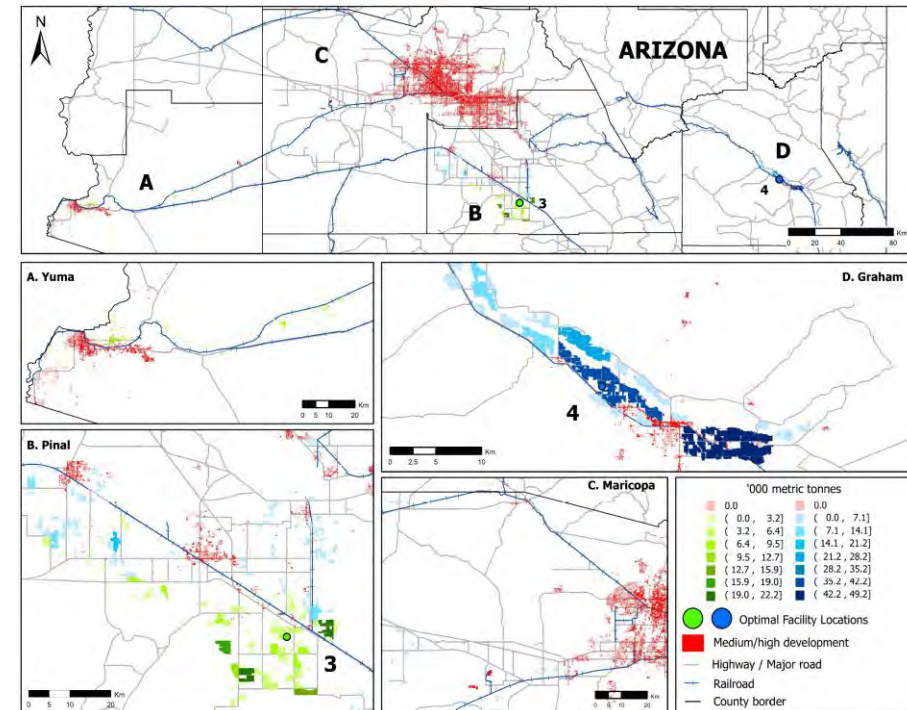 N
C
ARIZONA
A
D
4
B
3
0 20 40 60 80
Km
A. Yuma
0 5 10 20
Km
D. Graham
4
0 2.5 5 10
Km
B. Pinal
3
0 5 10 20
Km
C. Maricopa
0 5 10 20
Km
'000 metric tonnes
0.0 0.0
( 0.0 , 3.2] ( 0.0 , 7.1]
( 3.2 , 6.4] ( 7.1 , 14.1]
( 6.4 , 9.5] ( 14.1 , 21.2]
( 9.5 , 12.7] ( 21.2 , 28.2]
( 12.7 , 15.9] ( 28.2 , 35.2]
( 15.9 , 19.0] ( 35.2 , 42.2]
( 19.0 , 22.2] ( 42.2 , 49.2]
Optimal Facility Locations
Medium/high development
Highway / Major road
Railroad
County border